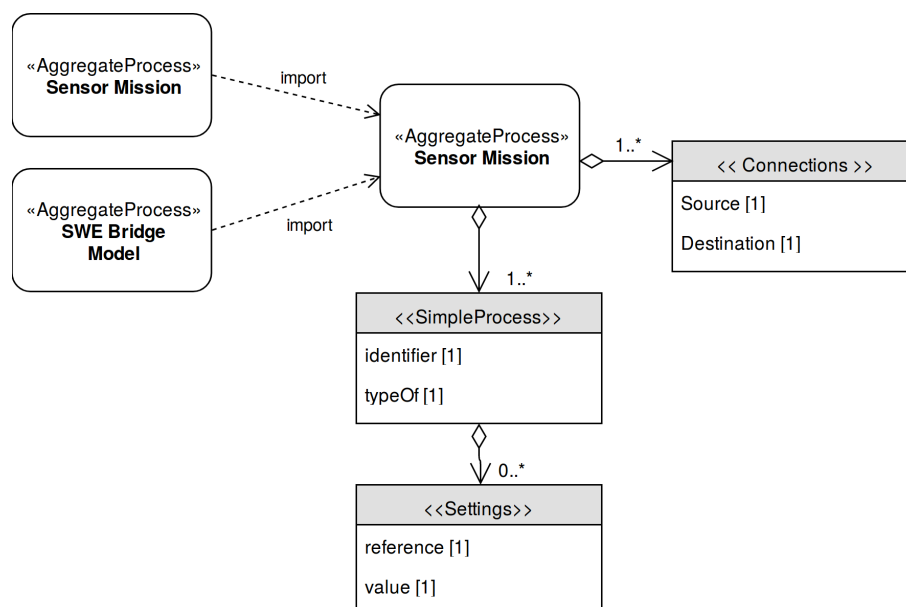 «AggregateProcess»
Sensor Mission
import
«AggregateProcess»
Sensor Mission
1..*
<< Connections >>
Source [1]
Destination [1]
«AggregateProcess»
SWE Bridge
Model
import
1..*
<<SimpleProcess>>
identifier [1]
typeOf [1]
0..*
<<Settings>>
reference [1]
value [1]